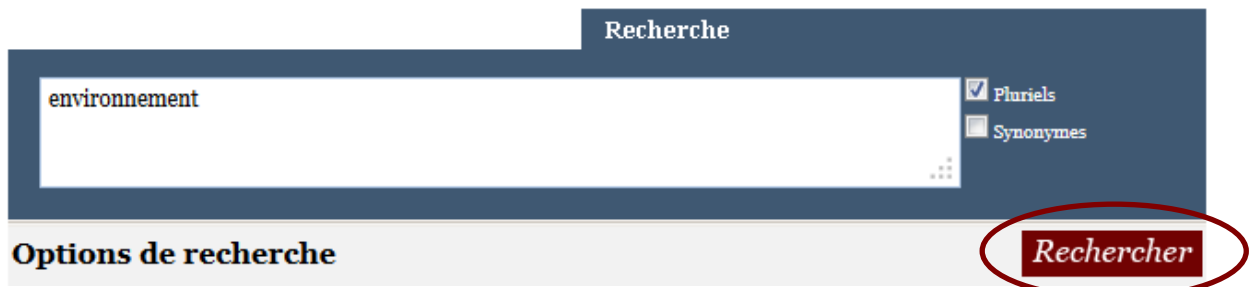 Recherche
environnement
Pluriels
Synonymes
Options de recherche
Rechercher